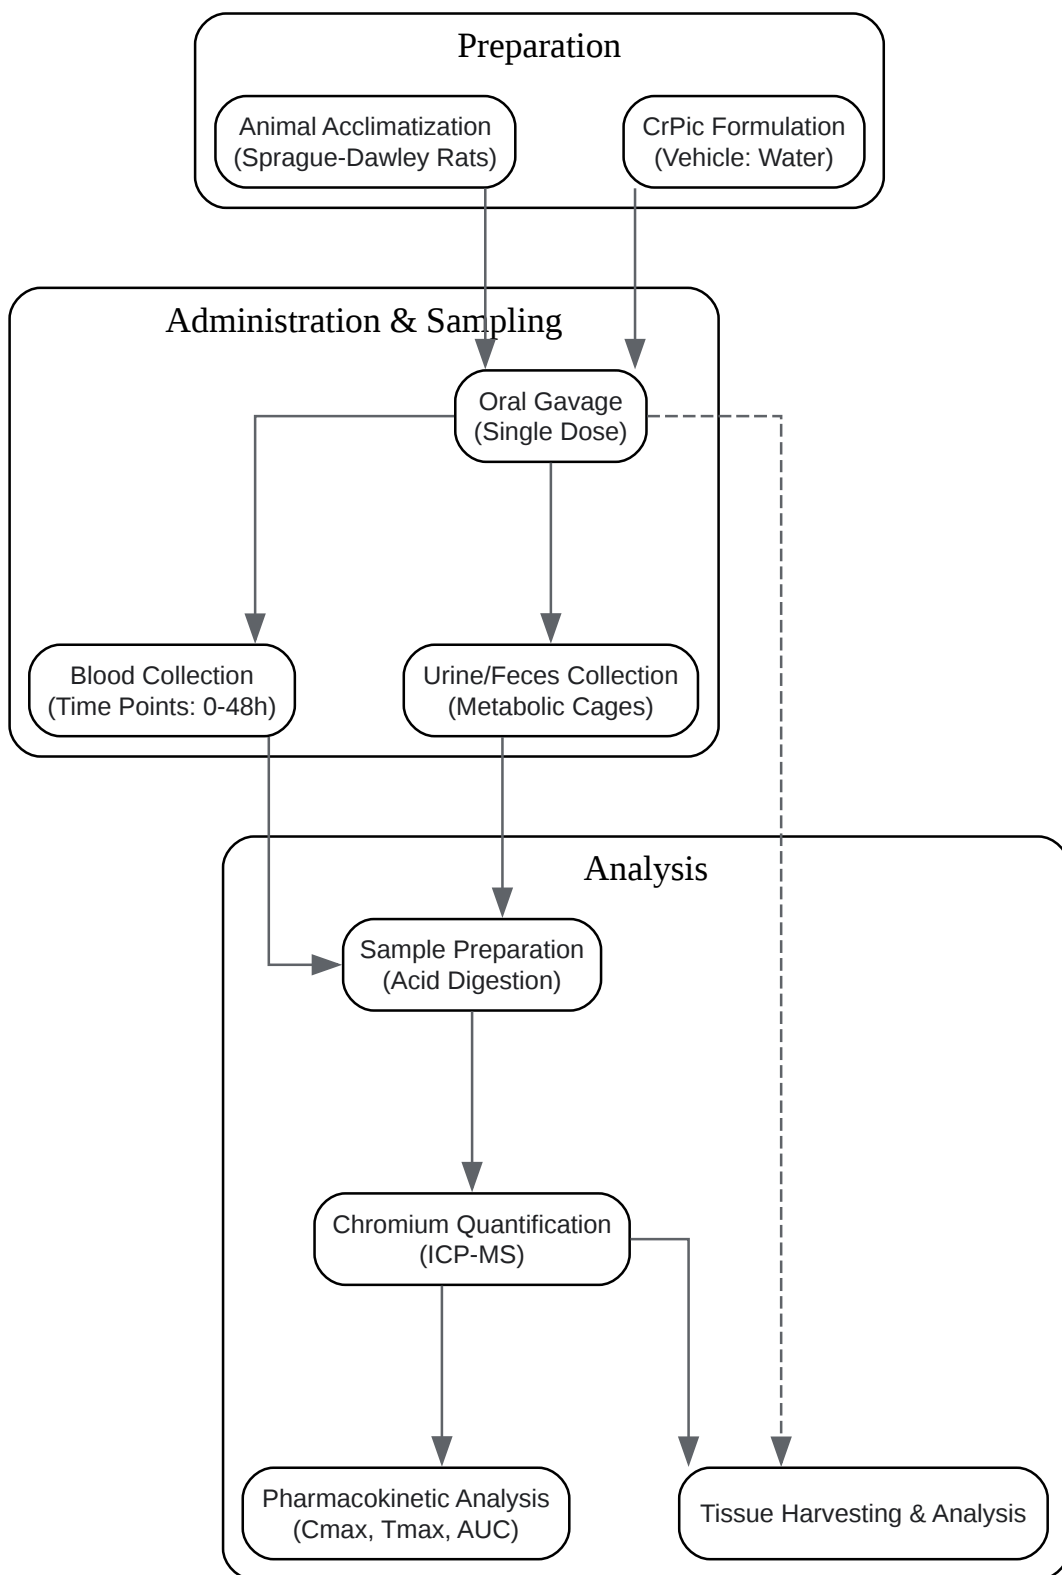 Preparation
Animal Acclimatization
(Sprague-Dawley Rats)
CrPic Formulation
(Vehicle: Water)
Administration & Sampling
Oral Gavage
(Single Dose)
Blood Collection
(Time Points: 0-48h)
Urine/Feces Collection
(Metabolic Cages)
Analysis
Sample Preparation
(Acid Digestion)
Chromium Quantification
(ICP-MS)
Pharmacokinetic Analysis
(Cmax, Tmax, AUC)
Tissue Harvesting & Analysis